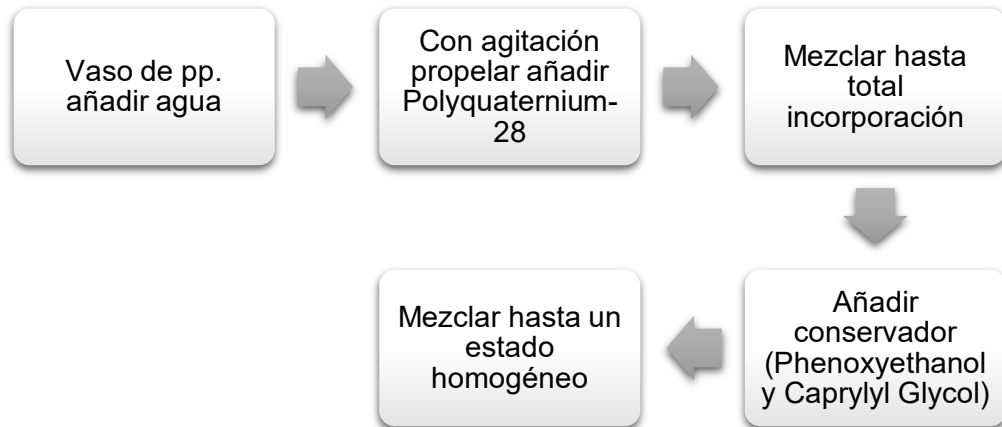 Vaso de pp.
añadir agua
Con agitación
propelar añadir
Polyquaternium-
28
Mezclar hasta
total
incorporación
Añadir
conservador
(Phenoxyethanol
y Caprylyl Glycol)
Mezclar hasta un
estado
homogéneo